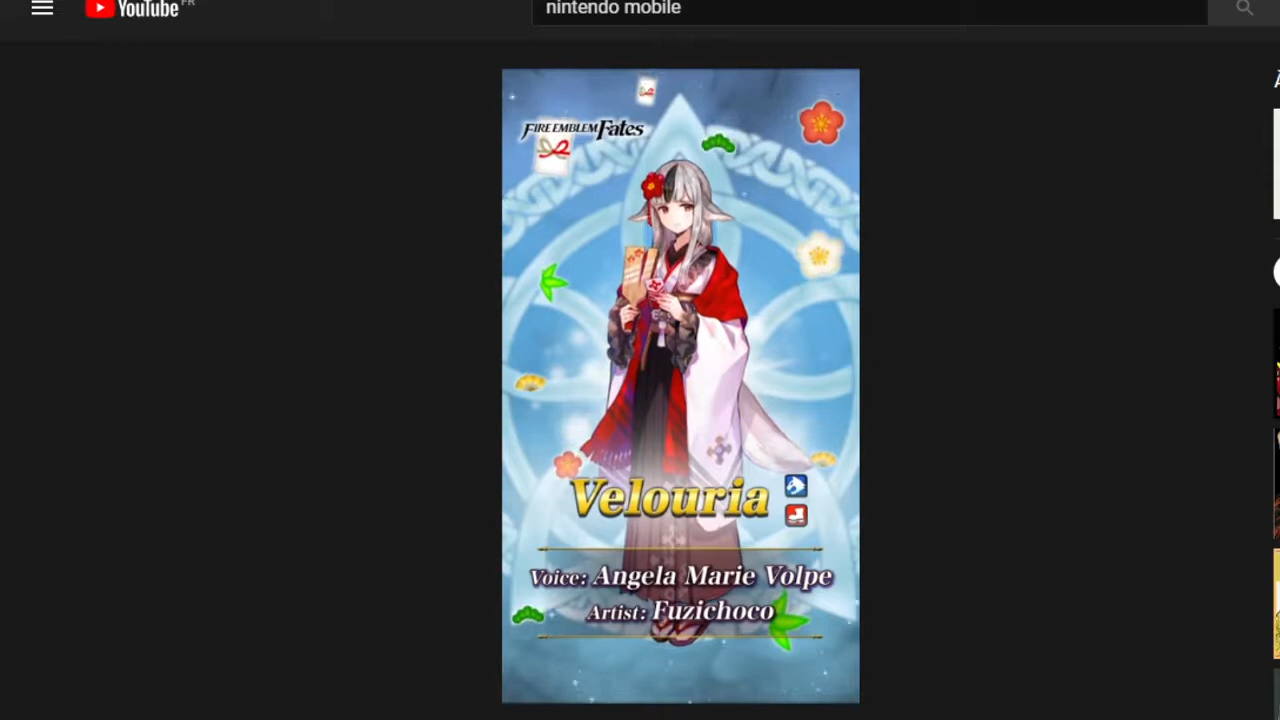 YouTube FR
nintendo mobile
FIRE EMBLEM Fates
Velouria
Voice: Angela Marie Volpe
Artist: Fuzichoco